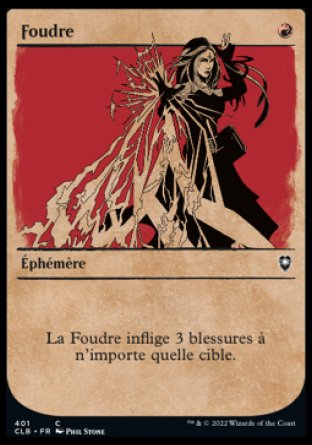 Foudre
Éphémère
La Foudre inflige 3 blessures à
n'importe quelle cible.
401 C
CLB • FR Phil Stone
™ & © 2022 Wizards of the Coast